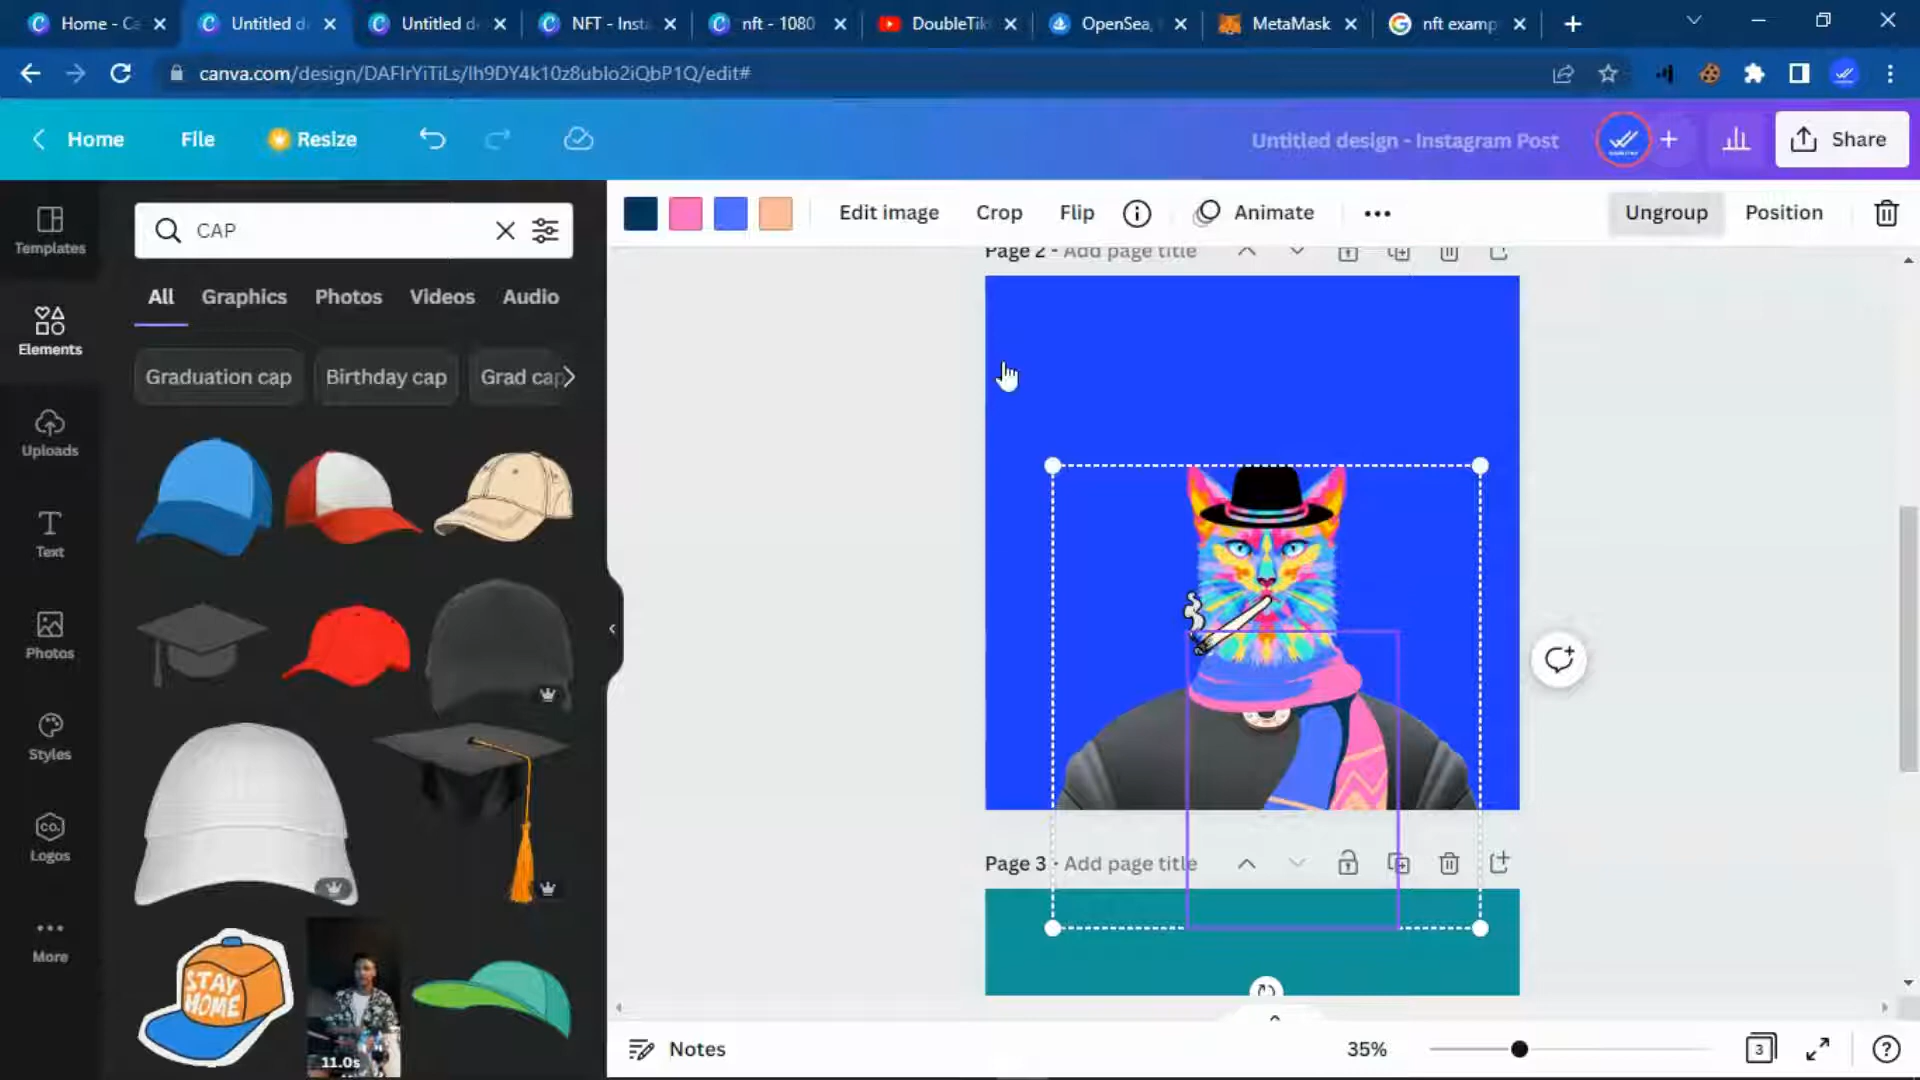 Home - Ca
Untitled d
Untitled d
NFT - Insta
nft - 1080
DoubleTik
OpenSea,
MetaMask
nft examp
canva.com/design/DAFIrYiTiLs/lh9DY4k10z8ublo2iQbP1Q/edit#
Home
File
Resize
Untitled design - Instagram Post
Share
Templates
Elements
Uploads
Text
Photos
Styles
CO.
Logos
More
CAP
All
Graphics
Photos
Videos
Audio
Graduation cap
Birthday cap
Grad cap
STAY
HOME
11.0s
Edit image
Crop
Flip
Animate
Ungroup
Position
Page 2 - Add page title
Page 3 - Add page title
Notes
35%
3